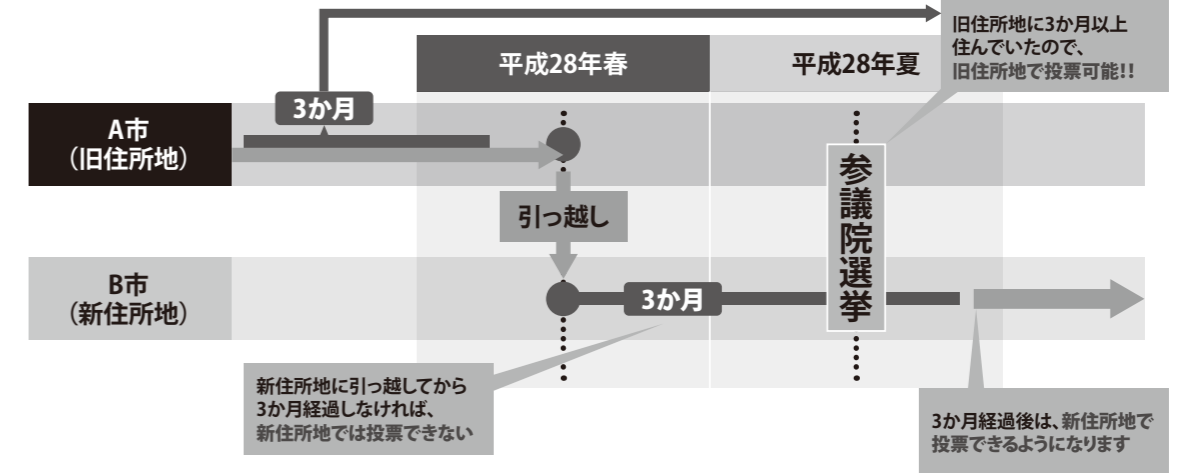 旧住所地に3か月以上
住んでいたので、
旧住所地で投票可能!!
平成28年春
平成28年夏
3か月
A市
（旧住所地）
引っ越し
参議院選挙
B市
（新住所地）
3か月
新住所地に引っ越してから
3か月経過しなければ、
新住所地では投票できない
3か月経過後は、新住所地で
投票できるようになります